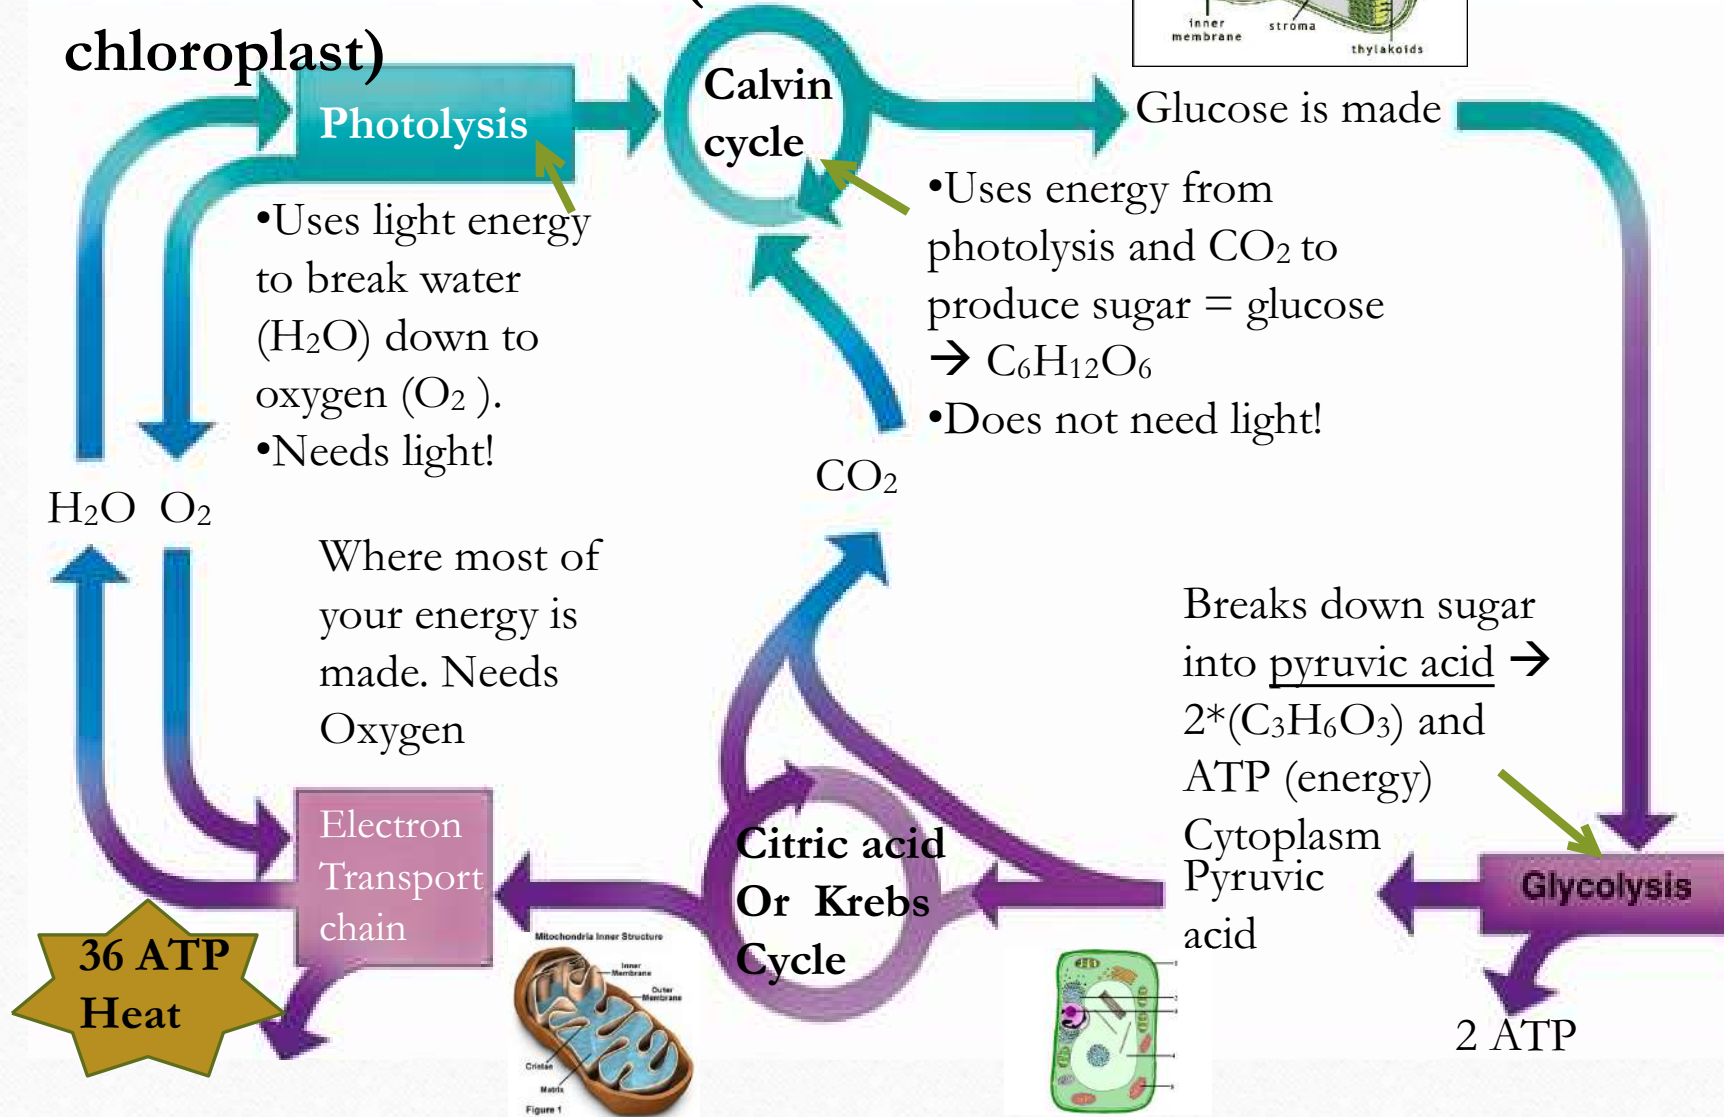 chloroplast)
inner
membrane
stroma
thylakoids
Photolysis
Calvin
cycle
Glucose is made
•Uses light energy
to break water
(H2O) down to
oxygen (O2 ).
•Needs light!
•Uses energy from
photolysis and CO2 to
produce sugar = glucose
→ C6H12O6
•Does not need light!
H2O O2
CO2
Where most of
your energy is
made. Needs
Oxygen
Breaks down sugar
into pyruvic acid →
2*(C3H6O3) and
ATP (energy)
Cytoplasm
Electron
Transport
chain
Citric acid
Or Krebs
Cycle
Pyruvic
acid
Glycolysis
36 ATP
Heat
2 ATP
Mitochondria Inner Structure
Inner
Membrane
Outer
Membrane
Cristae
Matrix
Figure 1